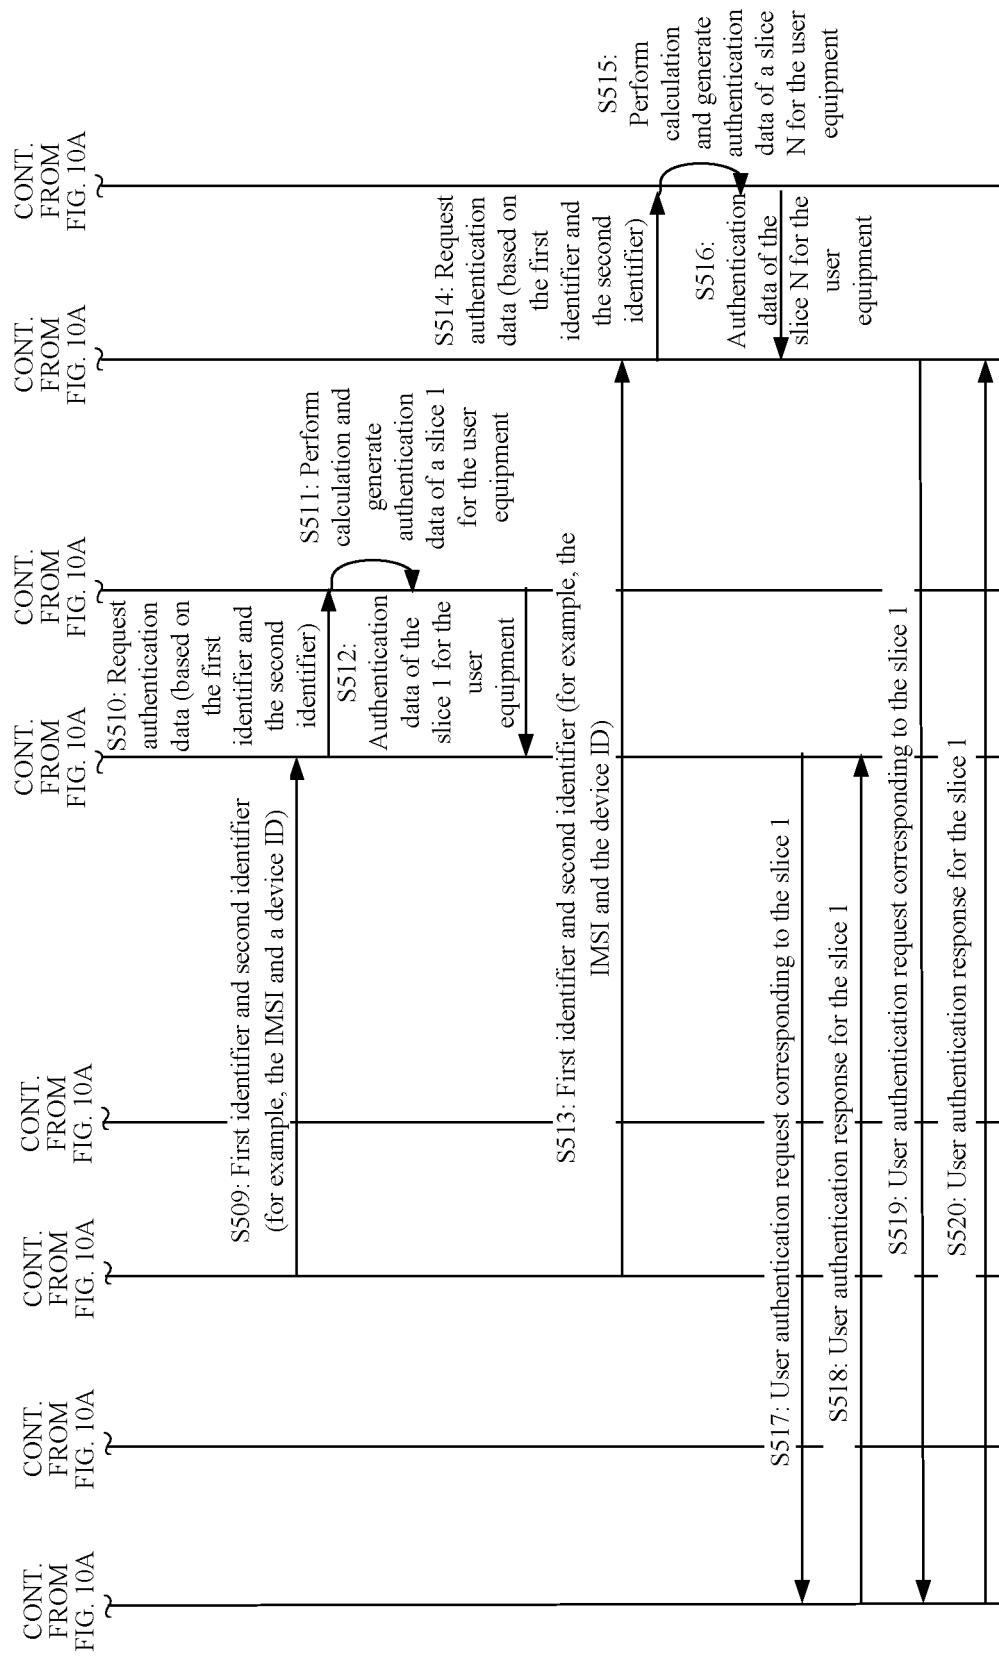 CONT.
FROM
FIG. 10A
CONT.
FROM
FIG. 10A
CONT.
FROM
FIG. 10A
CONT.
FROM
FIG. 10A
CONT.
FROM
FIG. 10A
CONT.
FROM
FIG. 10A
CONT.
FROM
FIG. 10A
CONT.
FROM
FIG. 10A
S509: First identifier and second identifier
(for example, the IMSI and a device ID)
S510: Request
authentication
data (based on
the first
identifier and
the second
identifier)
S511: Perform
calculation and
generate
authentication
data of a slice 1
for the user
equipment
S512:
Authentication
data of the
slice 1 for the
user
equipment
S513: First identifier and second identifier (for example, the
IMSI and the device ID)
S514: Request
authentication
data (based on
the first
identifier and
the second
identifier)
S515:
Perform
calculation
and generate
authentication
data of a slice
N for the user
equipment
S516:
Authentication
data of the
slice N for the
user
equipment
S517: User authentication request corresponding to the slice 1
S518: User authentication response for the slice 1
S519: User authentication request corresponding to the slice 1
S520: User authentication response for the slice 1